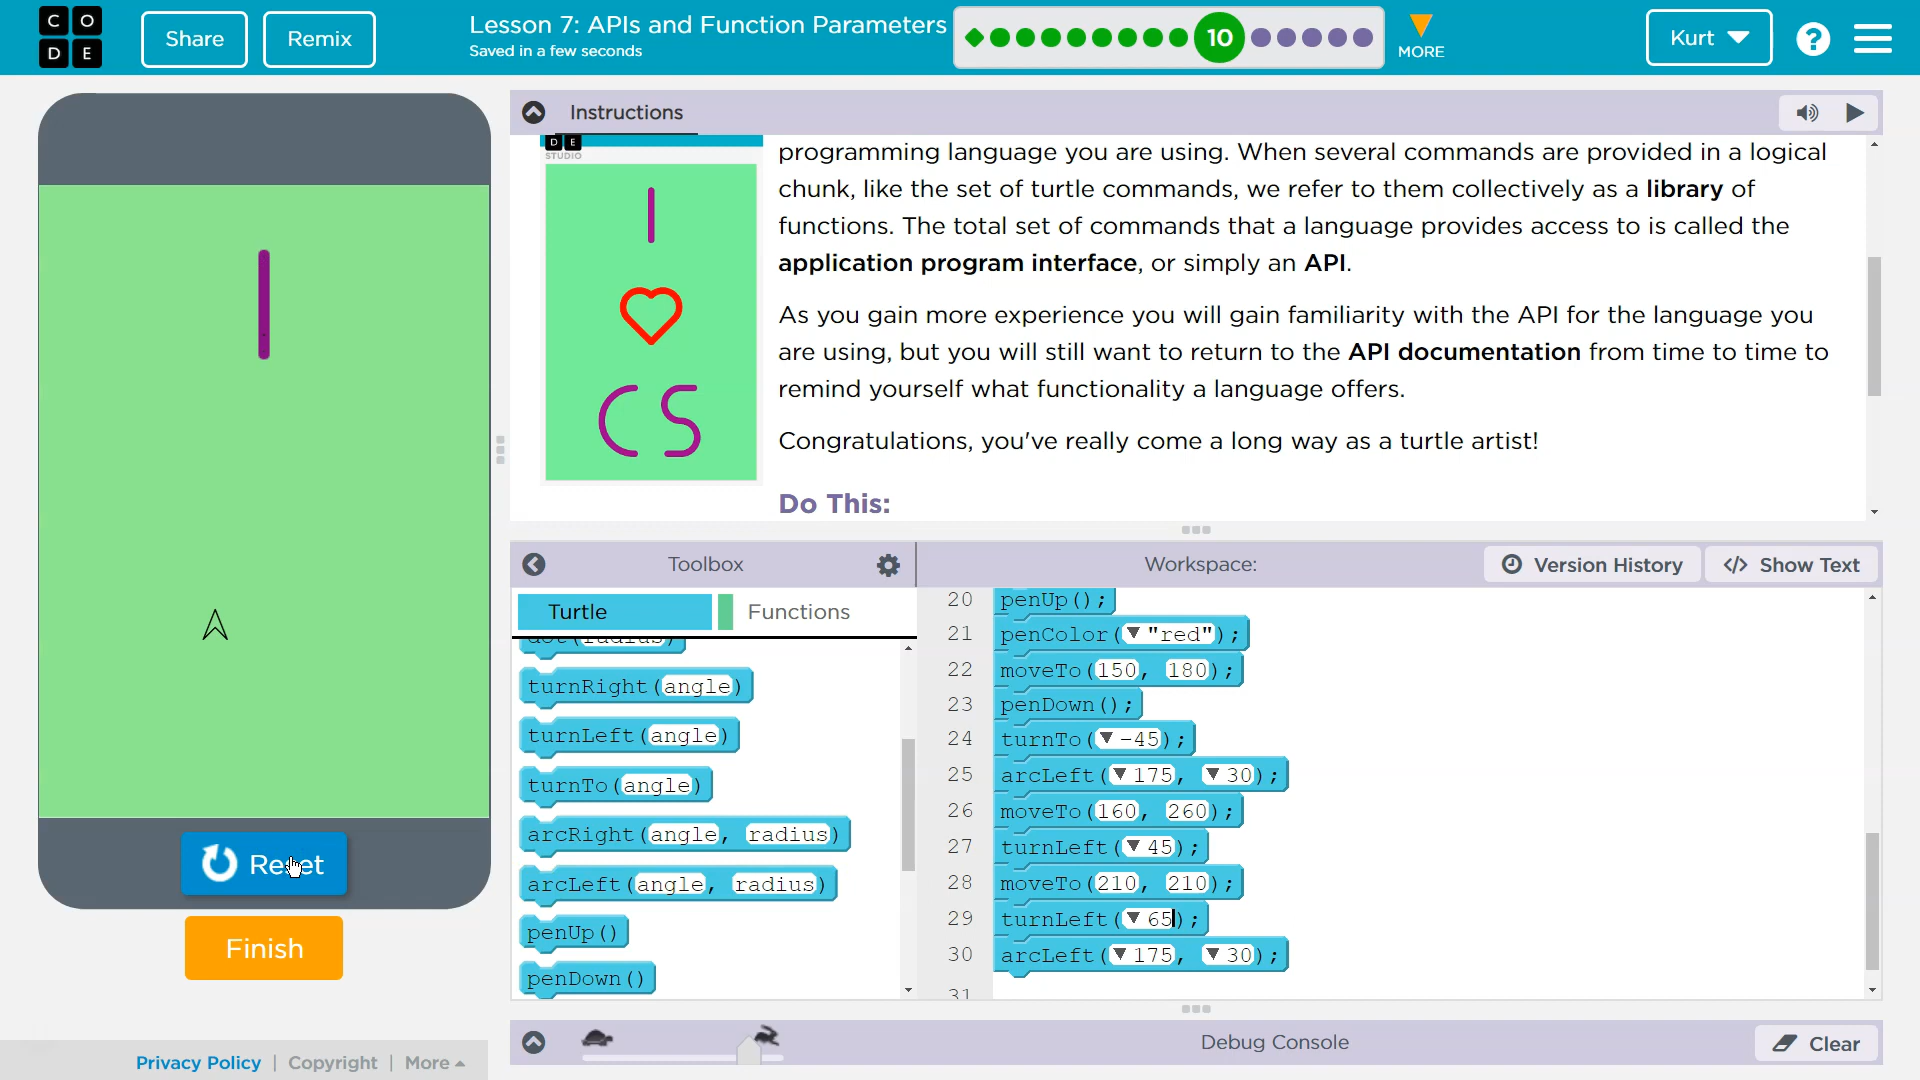 C O
D E
Share
Remix
Lesson 7: APIs and Function Parameters
Saved in a few seconds
10
MORE
Kurt
?
Instructions
D E
STUDIO
I
CS
programming language you are using. When several commands are provided in a logical
chunk, like the set of turtle commands, we refer to them collectively as a library of
functions. The total set of commands that a language provides access to is called the
application program interface, or simply an API.
As you gain more experience you will gain familiarity with the API for the language you
are using, but you will still want to return to the API documentation from time to time to
remind yourself what functionality a language offers.
Congratulations, you've really come a long way as a turtle artist!
Do This:
Toolbox
Workspace:
Version History
</> Show Text
Turtle
Functions
dot(radius)
turnRight(angle)
turnLeft(angle)
turnTo(angle)
arcRight(angle, radius)
arcLeft(angle, radius)
penUp()
penDown()
20 penUp();
21 penColor(▼"red");
22 moveTo(150, 180);
23 penDown();
24 turnTo(▼-45);
25 arcLeft(▼175, ▼30);
26 moveTo(160, 260);
27 turnLeft(▼45);
28 moveTo(210, 210);
29 turnLeft(▼65);
30 arcLeft(▼175, ▼30);
31
Reset
Finish
Debug Console
Clear
Privacy Policy | Copyright | More